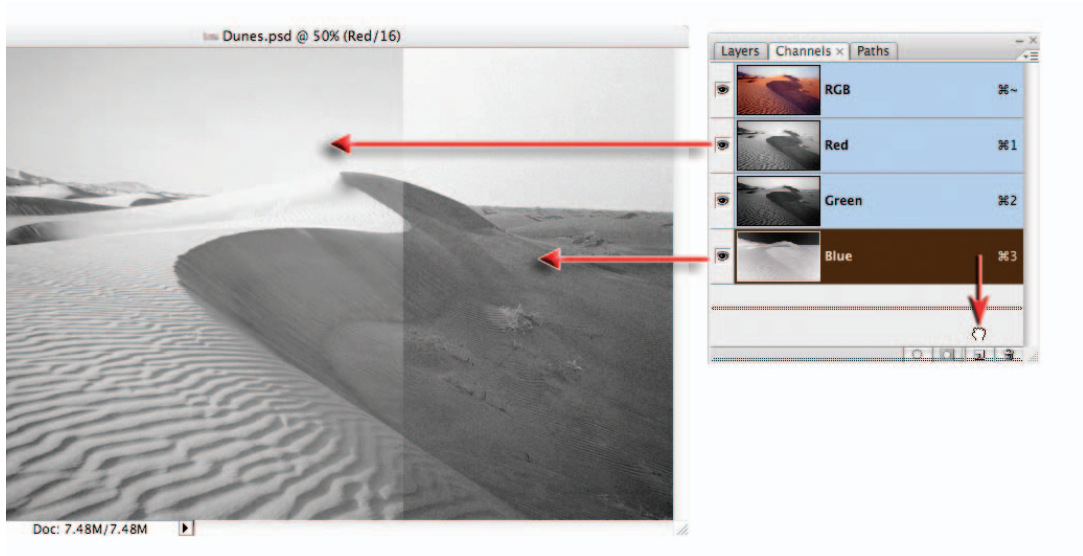 Dunes.psd @ 50% (Red/16)
Layers Channels × Paths
RGB ⌘~
Red ⌘1
Green ⌘2
Blue ⌘3
Doc: 7.48M/7.48M